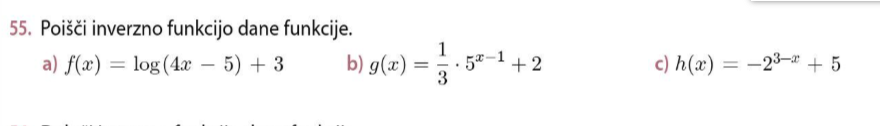 55. Poišči inverzno funkcijo dane funkcije.
a) f(x) = log(4x − 5) + 3 b) g(x) = 1/3 · 5^{x−1} + 2 c) h(x) = −2^{3−x} + 5